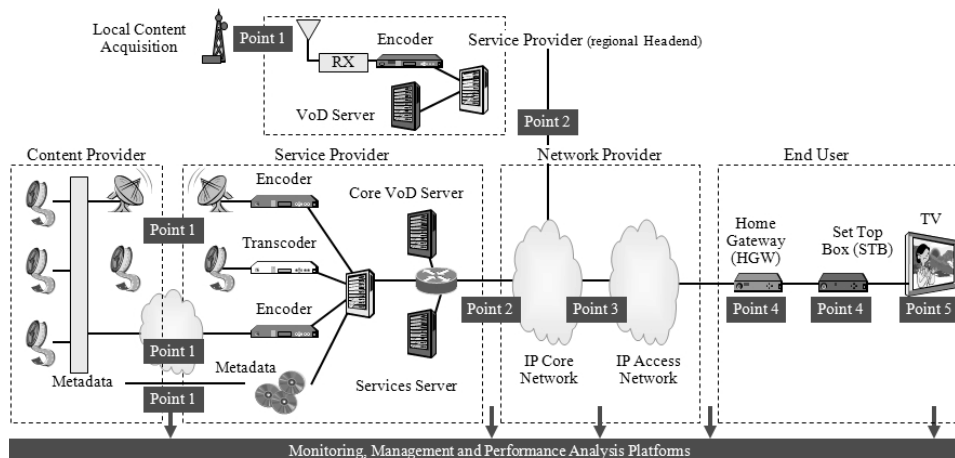 Local Content
Acquisition
Point 1
RX
Encoder
VoD Server
Service Provider (regional Headend)
Point 2
Content Provider
Service Provider
Network Provider
End User
Point 1
Encoder
Core VoD Server
Transcoder
Encoder
Point 1
Metadata
Metadata
Point 1
Services Server
Point 2
IP Core
Network
Point 3
IP Access
Network
Home
Gateway
(HGW)
Point 4
Set Top
Box (STB)
Point 4
TV
Point 5
Monitoring, Management and Performance Analysis Platforms